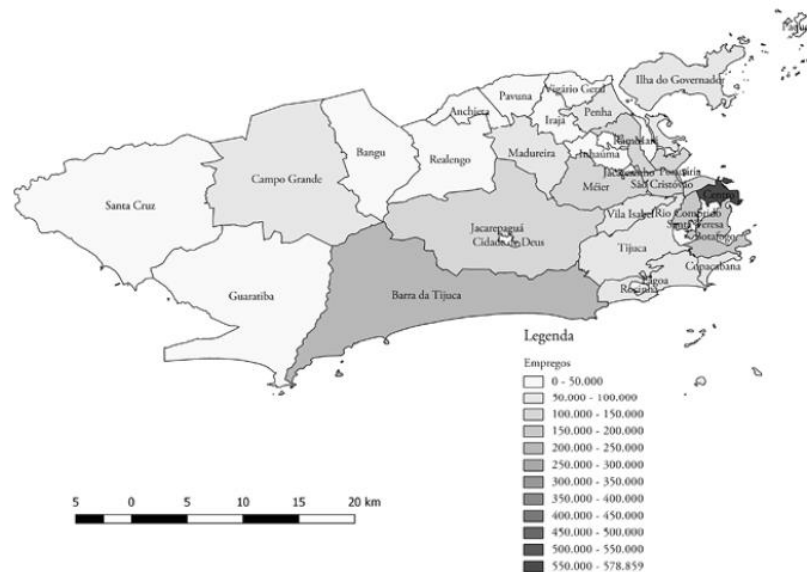 Ilha do Governador
Pavuna
Vigário Geral
Anchieta
Irajá
Penha
Bangu
Realengo
Madureira
Inhaúma
Campo Grande
Méier
São Cristóvão
Centro
Santa Cruz
Vila Isabel
Rio Comprido
Jacarepaguá
Santa Teresa
Cidade de Deus
Botafogo
Tijuca
Copacabana
Lagoa
Guaratiba
Barra da Tijuca
Rocinha
Legenda
Empregos
0 - 50.000
50.000 - 100.000
100.000 - 150.000
150.000 - 200.000
200.000 - 250.000
250.000 - 300.000
300.000 - 350.000
350.000 - 400.000
400.000 - 450.000
450.000 - 500.000
500.000 - 550.000
550.000 - 578.859
5 0 5 10 15 20 km